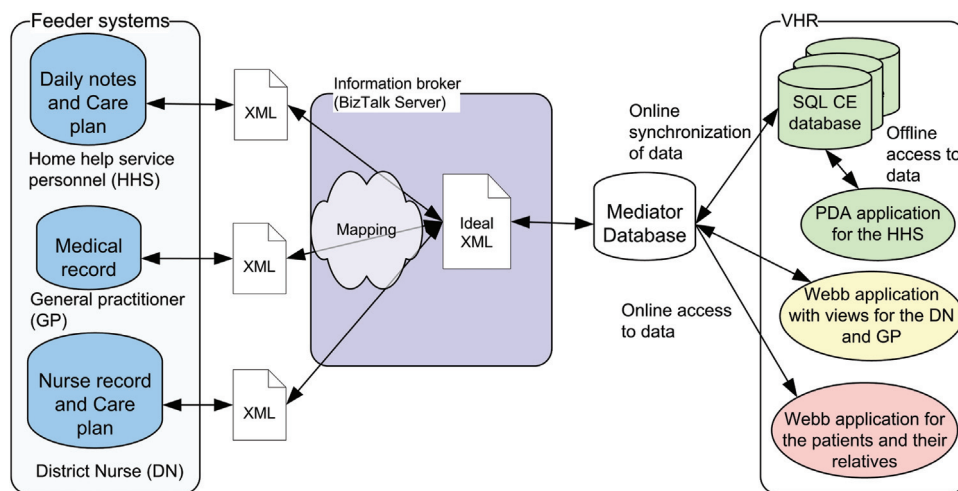 Feeder systems
Daily notes
and Care
plan
Home help service
personnel (HHS)
Medical
record
General practitioner
(GP)
Nurse record
and Care
plan
District Nurse (DN)
XML
XML
XML
Information broker
(BizTalk Server)
Mapping
Ideal
XML
Mediator
Database
Online
synchronization
of data
Online access
to data
VHR
SQL CE
database
Offline
access to
data
PDA application
for the HHS
Webb application
with views for the DN
and GP
Webb application for
the patients and their
relatives